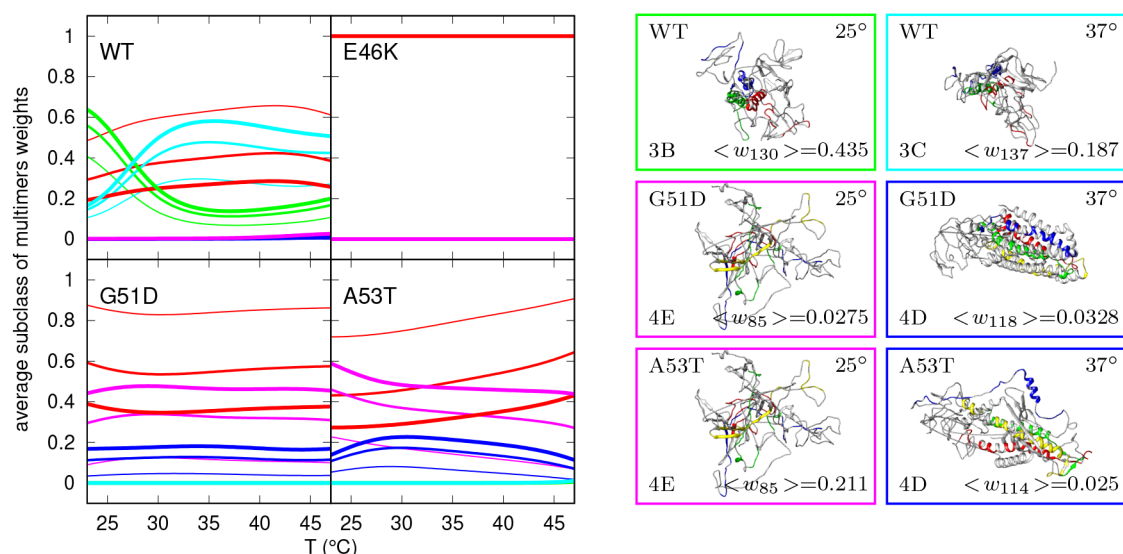 average subclass of multimers weights
1
0.8
0.6
0.4
0.2
0
WT
E46K
1
0.8
0.6
0.4
0.2
0
G51D
A53T
25 30 35 40 45
25 30 35 40 45
T (°C)
WT 25°
3B < w130 >=0.435
WT 37°
3C < w137 >=0.187
G51D 25°
4E < w85 >=0.0275
G51D 37°
4D < w118 >=0.0328
A53T 25°
4E < w85 >=0.211
A53T 37°
4D < w114 >=0.025